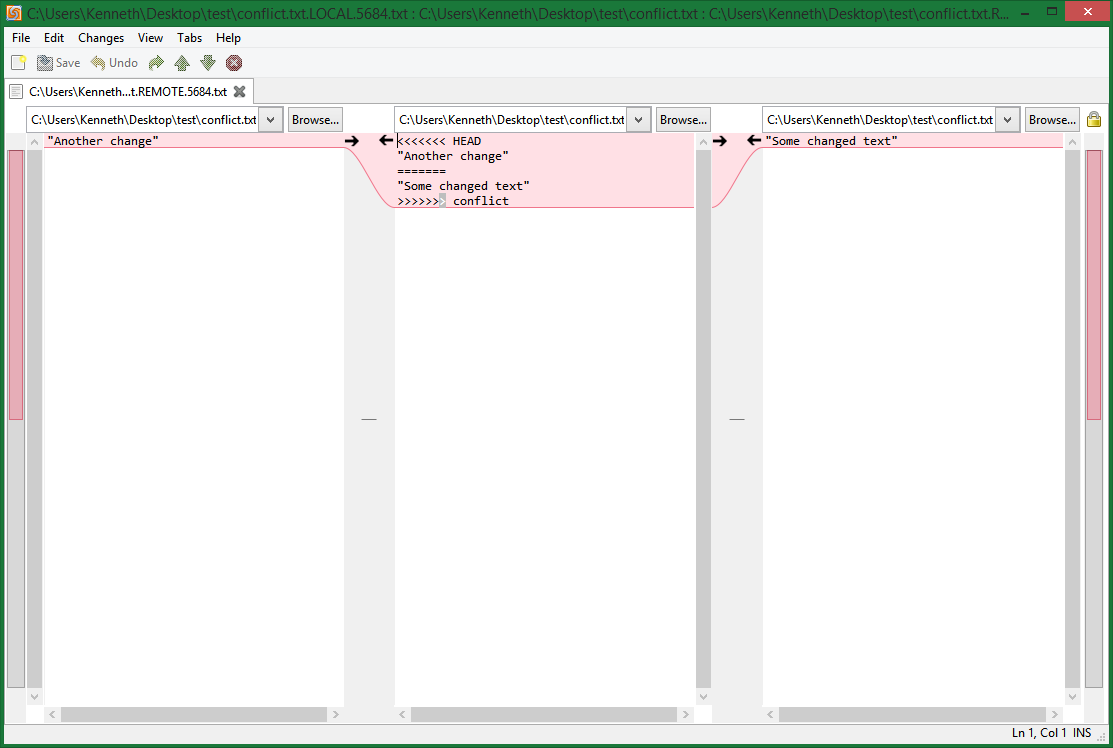 C:\Users\Kenneth\Desktop\test\conflict.txt.LOCAL.5684.txt : C:\Users\Kenneth\Desktop\test\conflict.txt : C:\Users\Kenneth\Desktop\test\conflict.txt.R...
File Edit Changes View Tabs Help
Save Undo
C:\Users\Kenneth...t.REMOTE.5684.txt
C:\Users\Kenneth\Desktop\test\conflict.txt Browse... C:\Users\Kenneth\Desktop\test\conflict.txt Browse... C:\Users\Kenneth\Desktop\test\conflict.txt Browse...
"Another change"
<<<<<<< HEAD
"Another change"
=======
"Some changed text"
>>>>>>> conflict
"Some changed text"
Ln 1, Col 1 INS